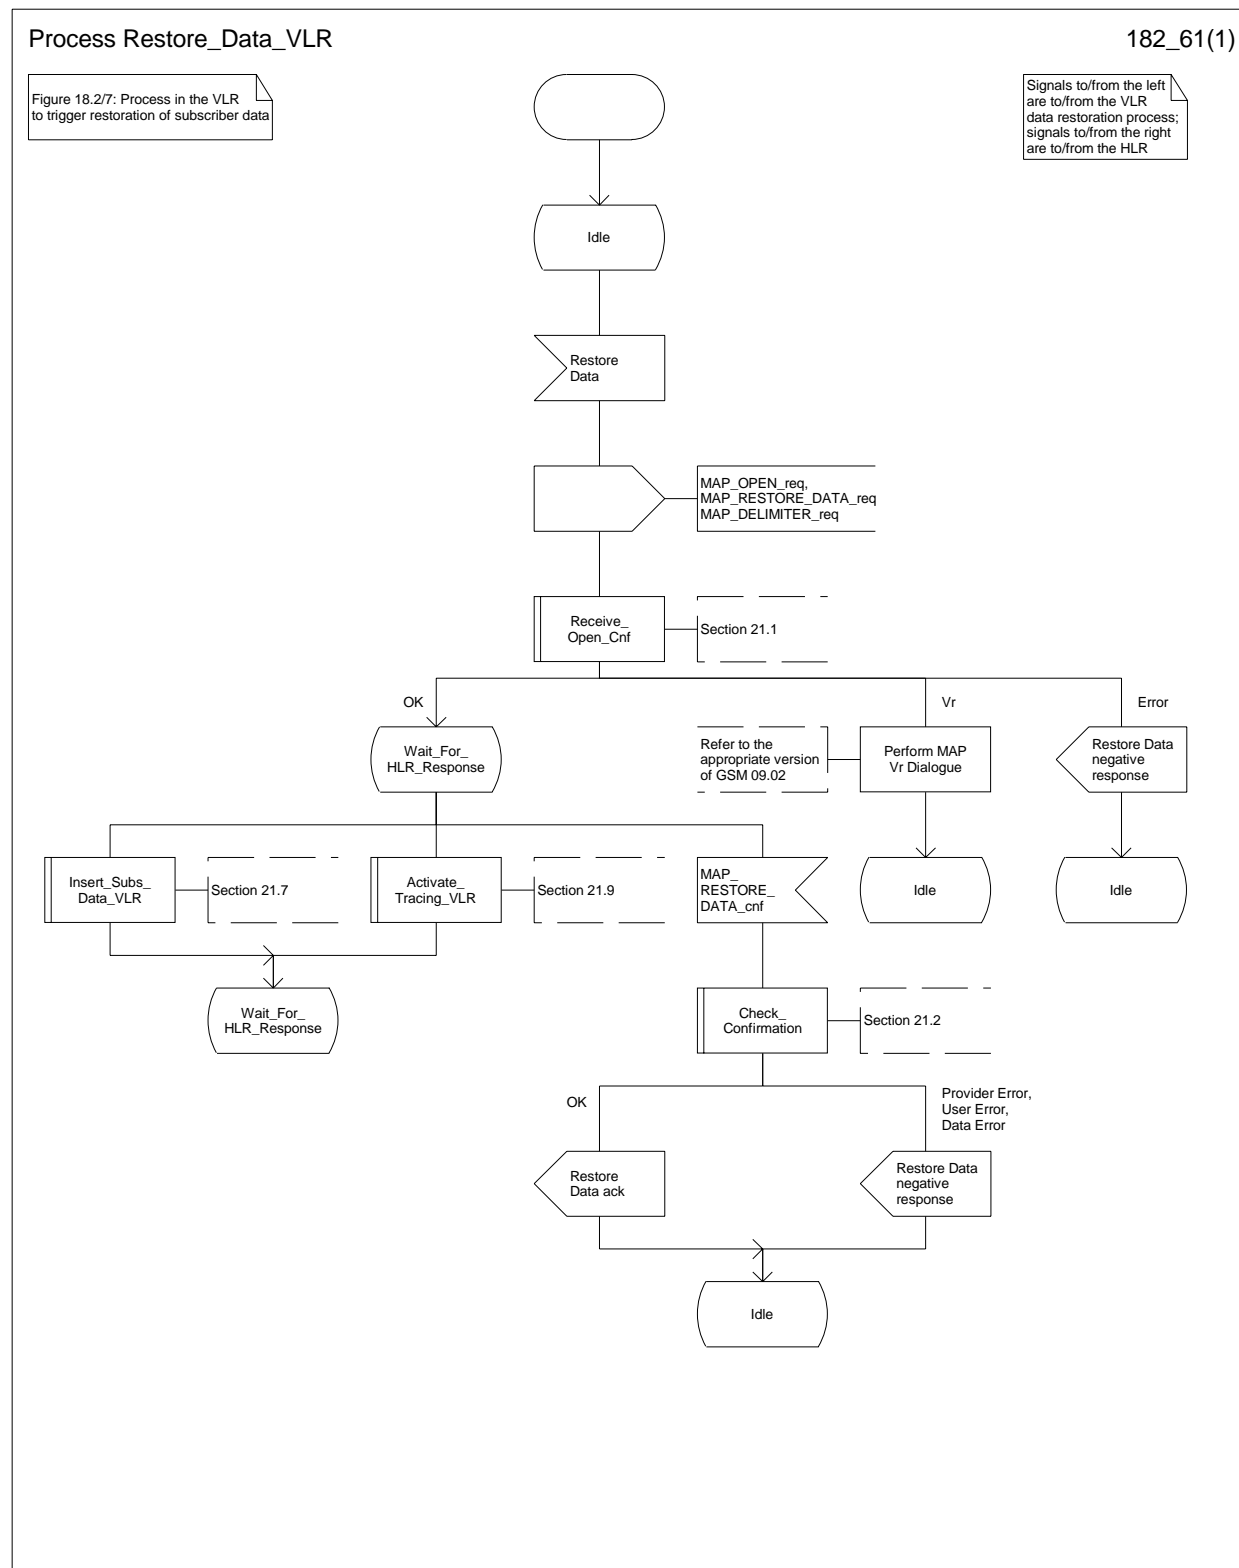 Process Restore_Data_VLR
182_61(1)
Figure 18.2/7: Process in the VLR
to trigger restoration of subscriber data
Signals to/from the left
are to/from the VLR
data restoration process;
signals to/from the right
are to/from the HLR
Idle
Restore
Data
MAP_OPEN_req,
MAP_RESTORE_DATA_req
MAP_DELIMITER_req
Receive_
Open_Cnf
Section 21.1
OK
Vr
Error
Wait_For_
HLR_Response
Refer to the
appropriate version
of GSM 09.02
Perform MAP
Vr Dialogue
Restore Data
negative
response
Insert_Subs_
Data_VLR
Section 21.7
Activate_
Tracing_VLR
Section 21.9
MAP_
RESTORE_
DATA_cnf
Idle
Idle
Wait_For_
HLR_Response
Check_
Confirmation
Section 21.2
OK
Provider Error,
User Error,
Data Error
Restore
Data ack
Restore Data
negative
response
Idle